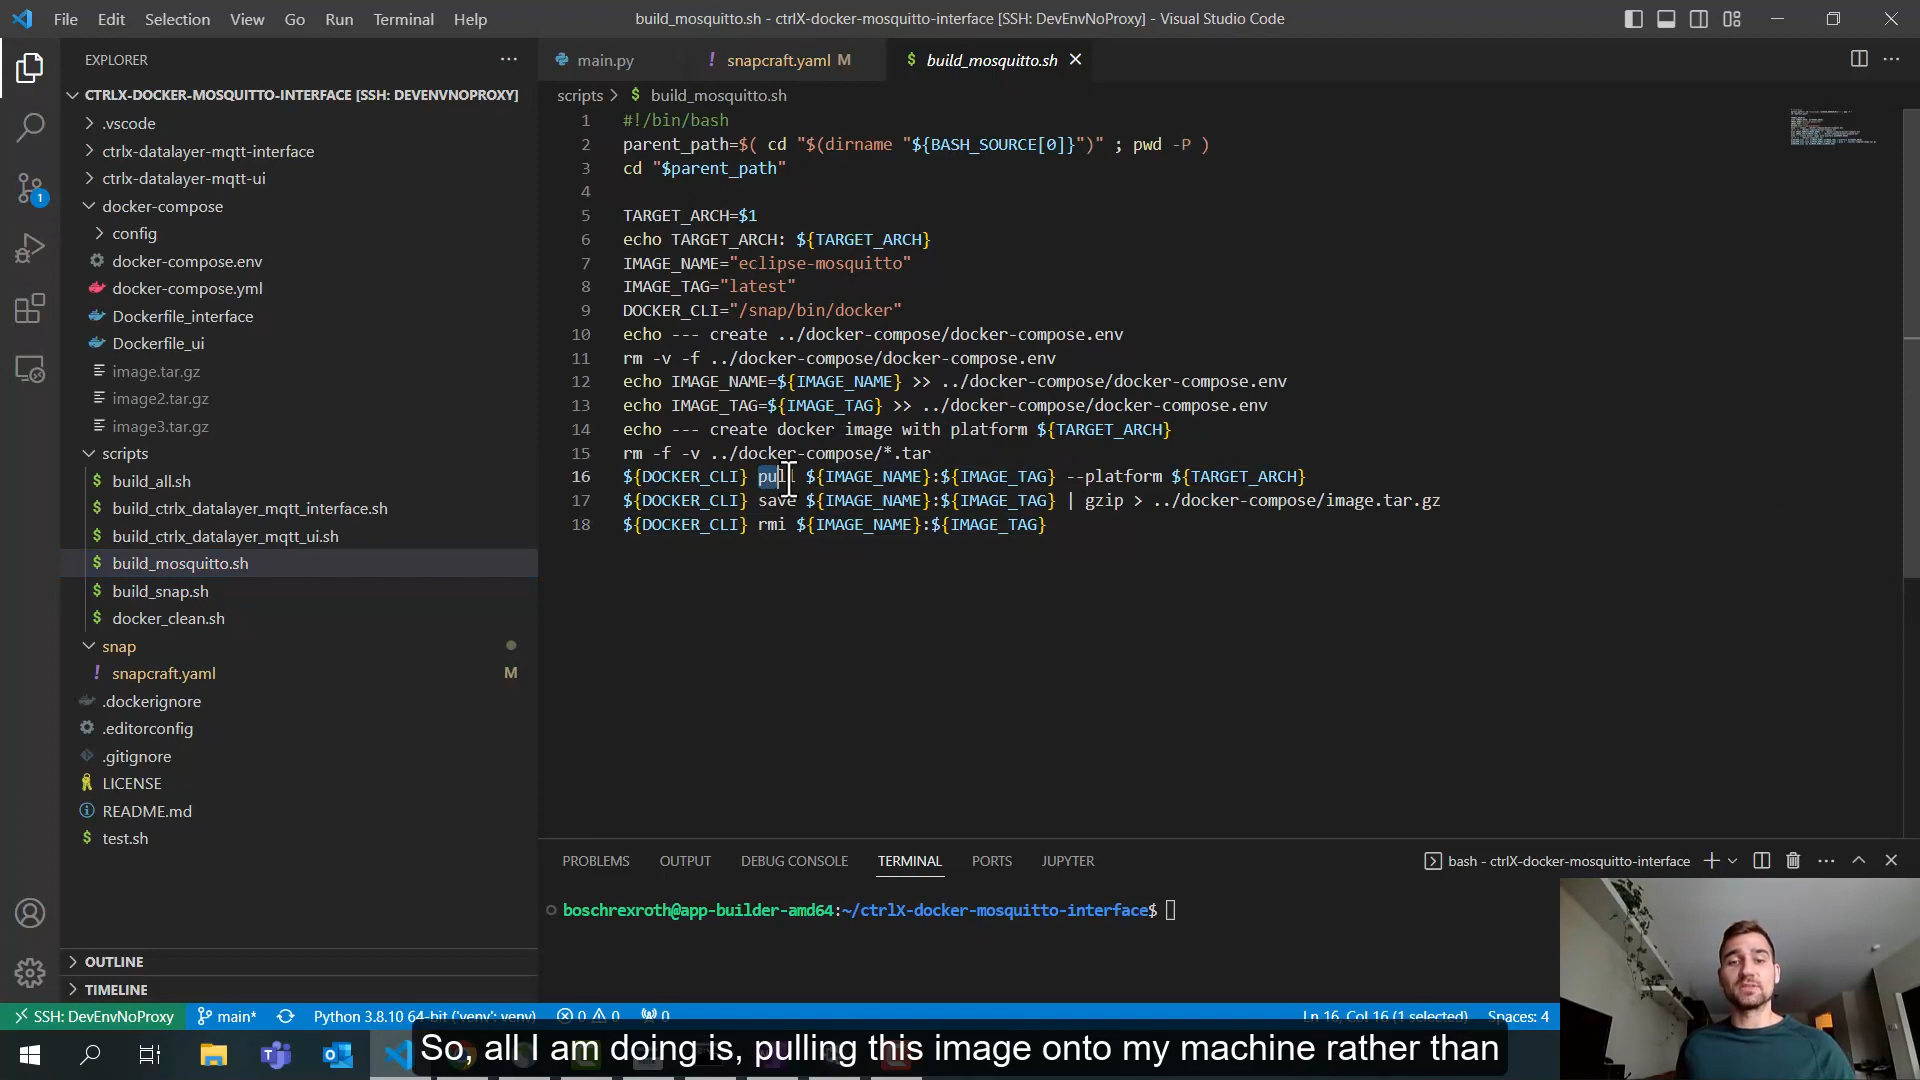 File Edit Selection View Go Run Terminal Help
build_mosquitto.sh - ctrlX-docker-mosquitto-interface [SSH: DevEnvNoProxy] - Visual Studio Code
EXPLORER
main.py
snapcraft.yaml M
build_mosquitto.sh
CTRLX-DOCKER-MOSQUITTO-INTERFACE [SSH: DEVENVNOPROXY]
.vscode
ctrlx-datalayer-mqtt-interface
ctrlx-datalayer-mqtt-ui
docker-compose
config
docker-compose.env
docker-compose.yml
Dockerfile_interface
Dockerfile_ui
image.tar.gz
image2.tar.gz
image3.tar.gz
scripts
build_all.sh
build_ctrlx_datalayer_mqtt_interface.sh
build_ctrlx_datalayer_mqtt_ui.sh
build_mosquitto.sh
build_snap.sh
docker_clean.sh
snap
snapcraft.yaml M
.dockerignore
.editorconfig
.gitignore
LICENSE
README.md
test.sh
OUTLINE
TIMELINE
1
scripts > $ build_mosquitto.sh
1 #!/bin/bash
2 parent_path=$( cd "$(dirname "${BASH_SOURCE[0]}")" ; pwd -P )
3 cd "$parent_path"
4
5 TARGET_ARCH=$1
6 echo TARGET_ARCH: ${TARGET_ARCH}
7 IMAGE_NAME="eclipse-mosquitto"
8 IMAGE_TAG="latest"
9 DOCKER_CLI="/snap/bin/docker"
10 echo --- create ../docker-compose/docker-compose.env
11 rm -v -f ../docker-compose/docker-compose.env
12 echo IMAGE_NAME=${IMAGE_NAME} >> ../docker-compose/docker-compose.env
13 echo IMAGE_TAG=${IMAGE_TAG} >> ../docker-compose/docker-compose.env
14 echo --- create docker image with platform ${TARGET_ARCH}
15 rm -f -v ../docker-compose/*.tar
16 ${DOCKER_CLI} pull ${IMAGE_NAME}:${IMAGE_TAG} --platform ${TARGET_ARCH}
17 ${DOCKER_CLI} save ${IMAGE_NAME}:${IMAGE_TAG} | gzip > ../docker-compose/image.tar.gz
18 ${DOCKER_CLI} rmi ${IMAGE_NAME}:${IMAGE_TAG}
PROBLEMS OUTPUT DEBUG CONSOLE TERMINAL PORTS JUPYTER
bash - ctrlX-docker-mosquitto-interface
boschrexroth@app-builder-amd64:~/ctrlX-docker-mosquitto-interface$
SSH: DevEnvNoProxy main* Python 3.8.10 64-bit ('venv': venv) 0 0 0 Ln 16, Col 16 (1 selected) Spaces: 4
So, all I am doing is, pulling this image onto my machine rather than